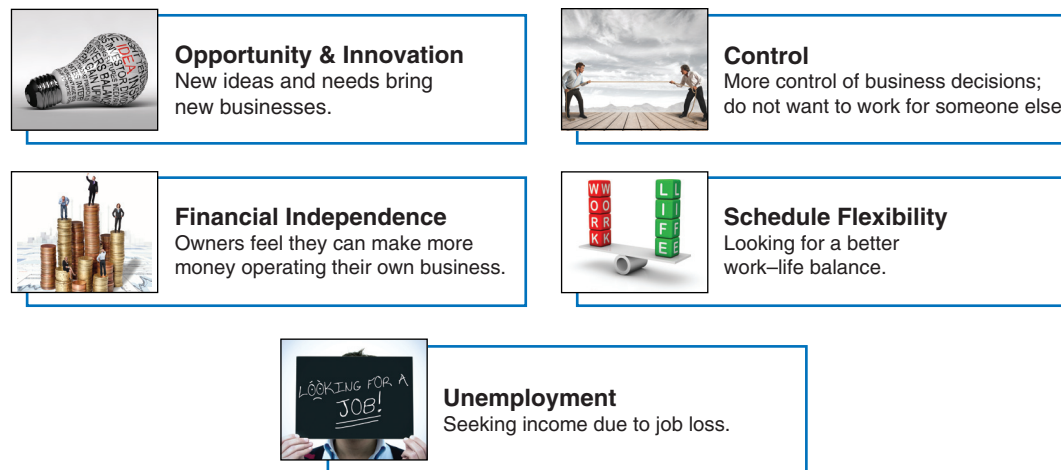 IDEA
Opportunity & Innovation
New ideas and needs bring
new businesses.
Control
More control of business decisions;
do not want to work for someone else
Financial Independence
Owners feel they can make more
money operating their own business.
WORK
LIFE
Schedule Flexibility
Looking for a better
work–life balance.
LOOKING FOR A
JOB!
Unemployment
Seeking income due to job loss.